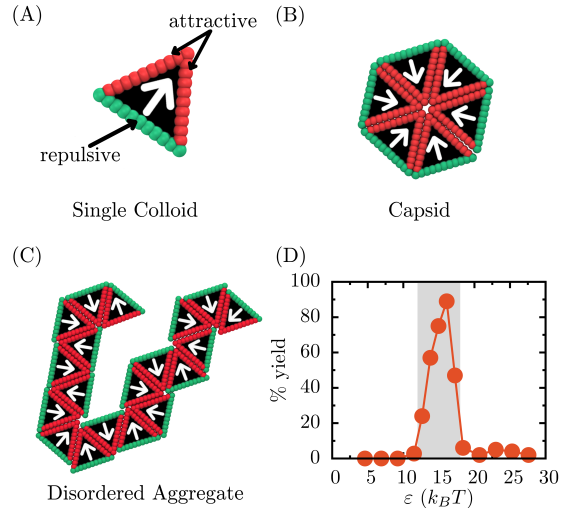 (A)
attractive
repulsive
Single Colloid
(B)
Capsid
(C)
Disordered Aggregate
(D)
% yield
100
80
60
40
20
0
0 5 10 15 20 25 30
ε (k_BT)